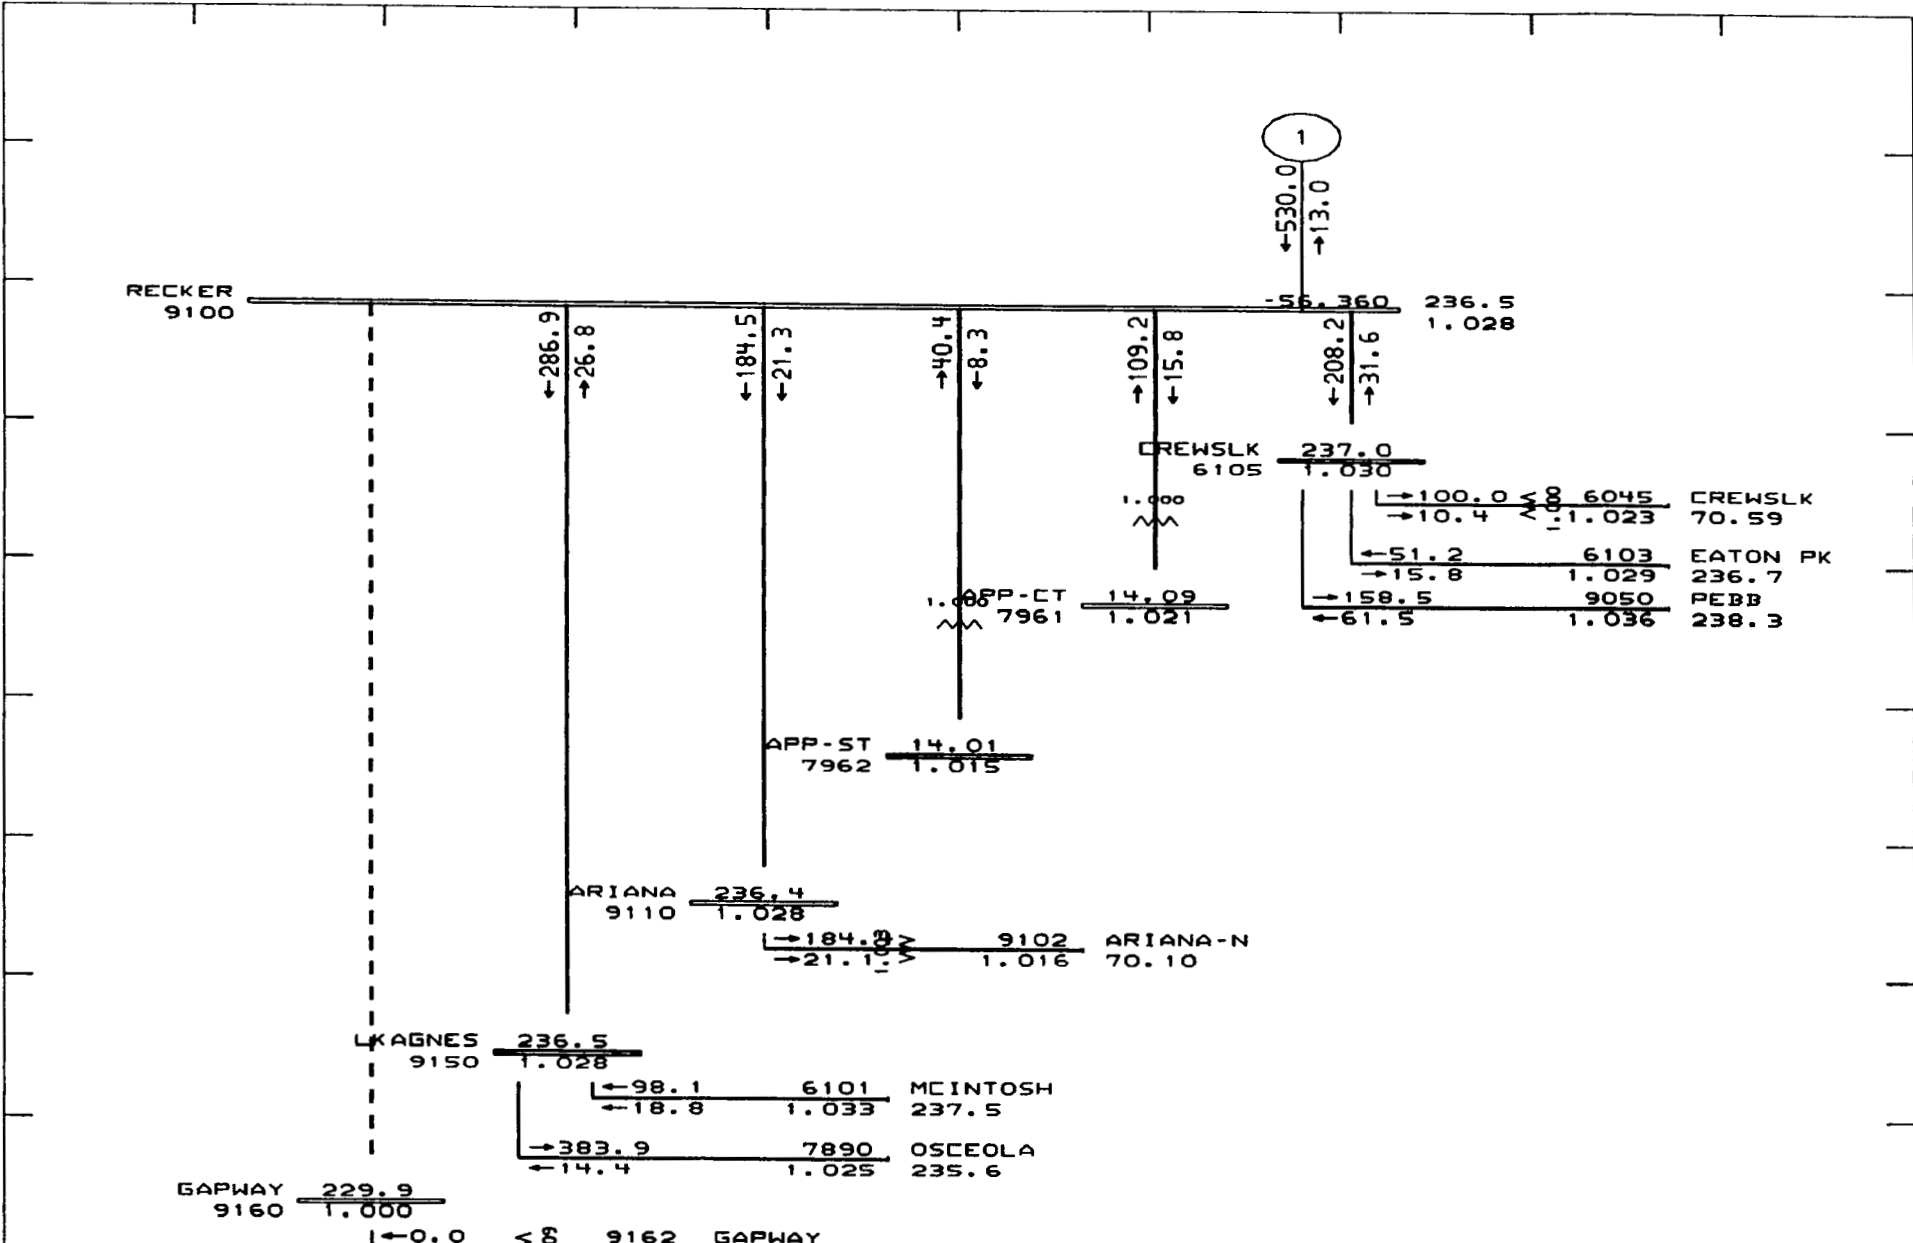 1
←530.0
→13.0
RECKER
9100
-56.360 236.5
1.028
←286.9
→26.8
←184.5
←21.3
→40.4
←8.3
→109.2
←15.8
←208.2
→31.6
CREWSLK 237.0
6105 1.030
1.000
→100.0 6045 CREWSLK
→10.4 1.023 70.59
←51.2 6103 EATON PK
→15.8 1.029 236.7
→158.5 9050 PEBB
←61.5 1.036 238.3
APP-CT 14.09
7961 1.021
APP-ST 14.01
7962 1.015
ARIANA 236.4
9110 1.028
→184.4 9102 ARIANA-N
→21.1 1.016 70.10
LKAGNES 236.5
9150 1.028
←98.1 6101 MCINTOSH
←18.8 1.033 237.5
→383.9 7890 OSCEOLA
←14.4 1.025 235.6
GAPWAY 229.9
9160 1.000
←0.0 9162 GAPWAY